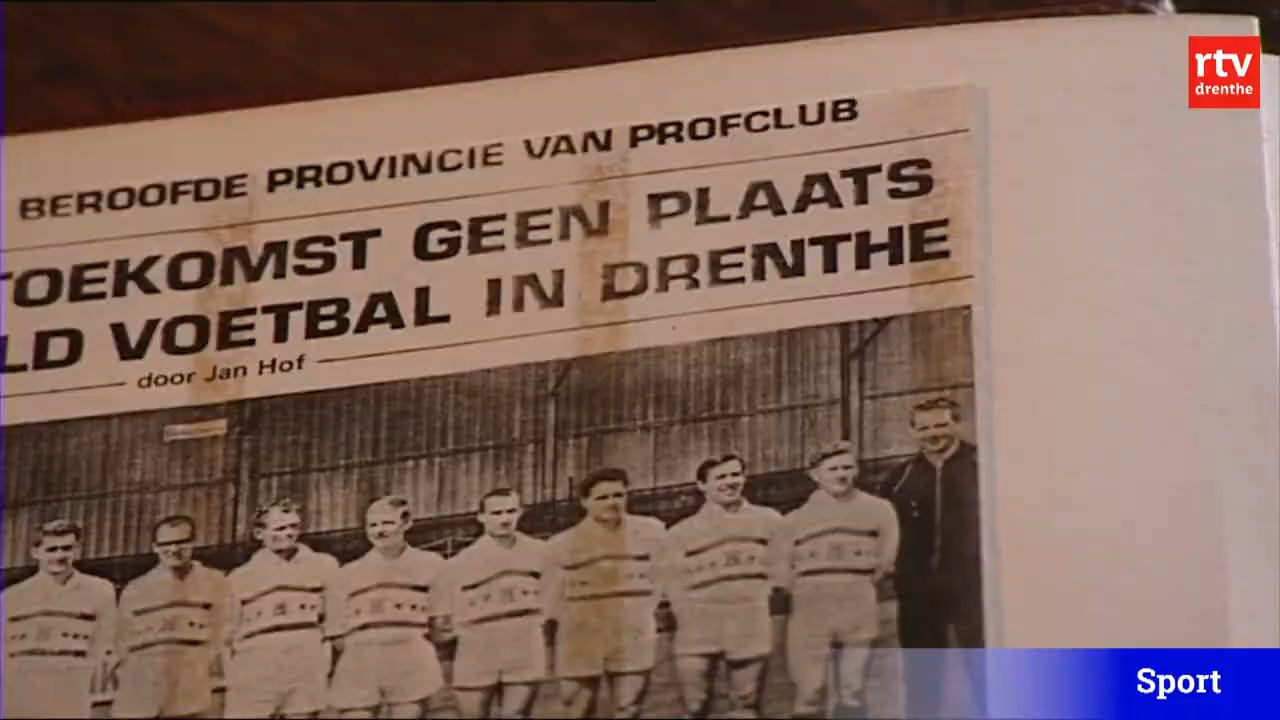 rtv
drenthe
BEROOFDE PROVINCIE VAN PROFCLUB
TOEKOMST GEEN PLAATS
LD VOETBAL IN DRENTHE
door Jan Hof
Sport